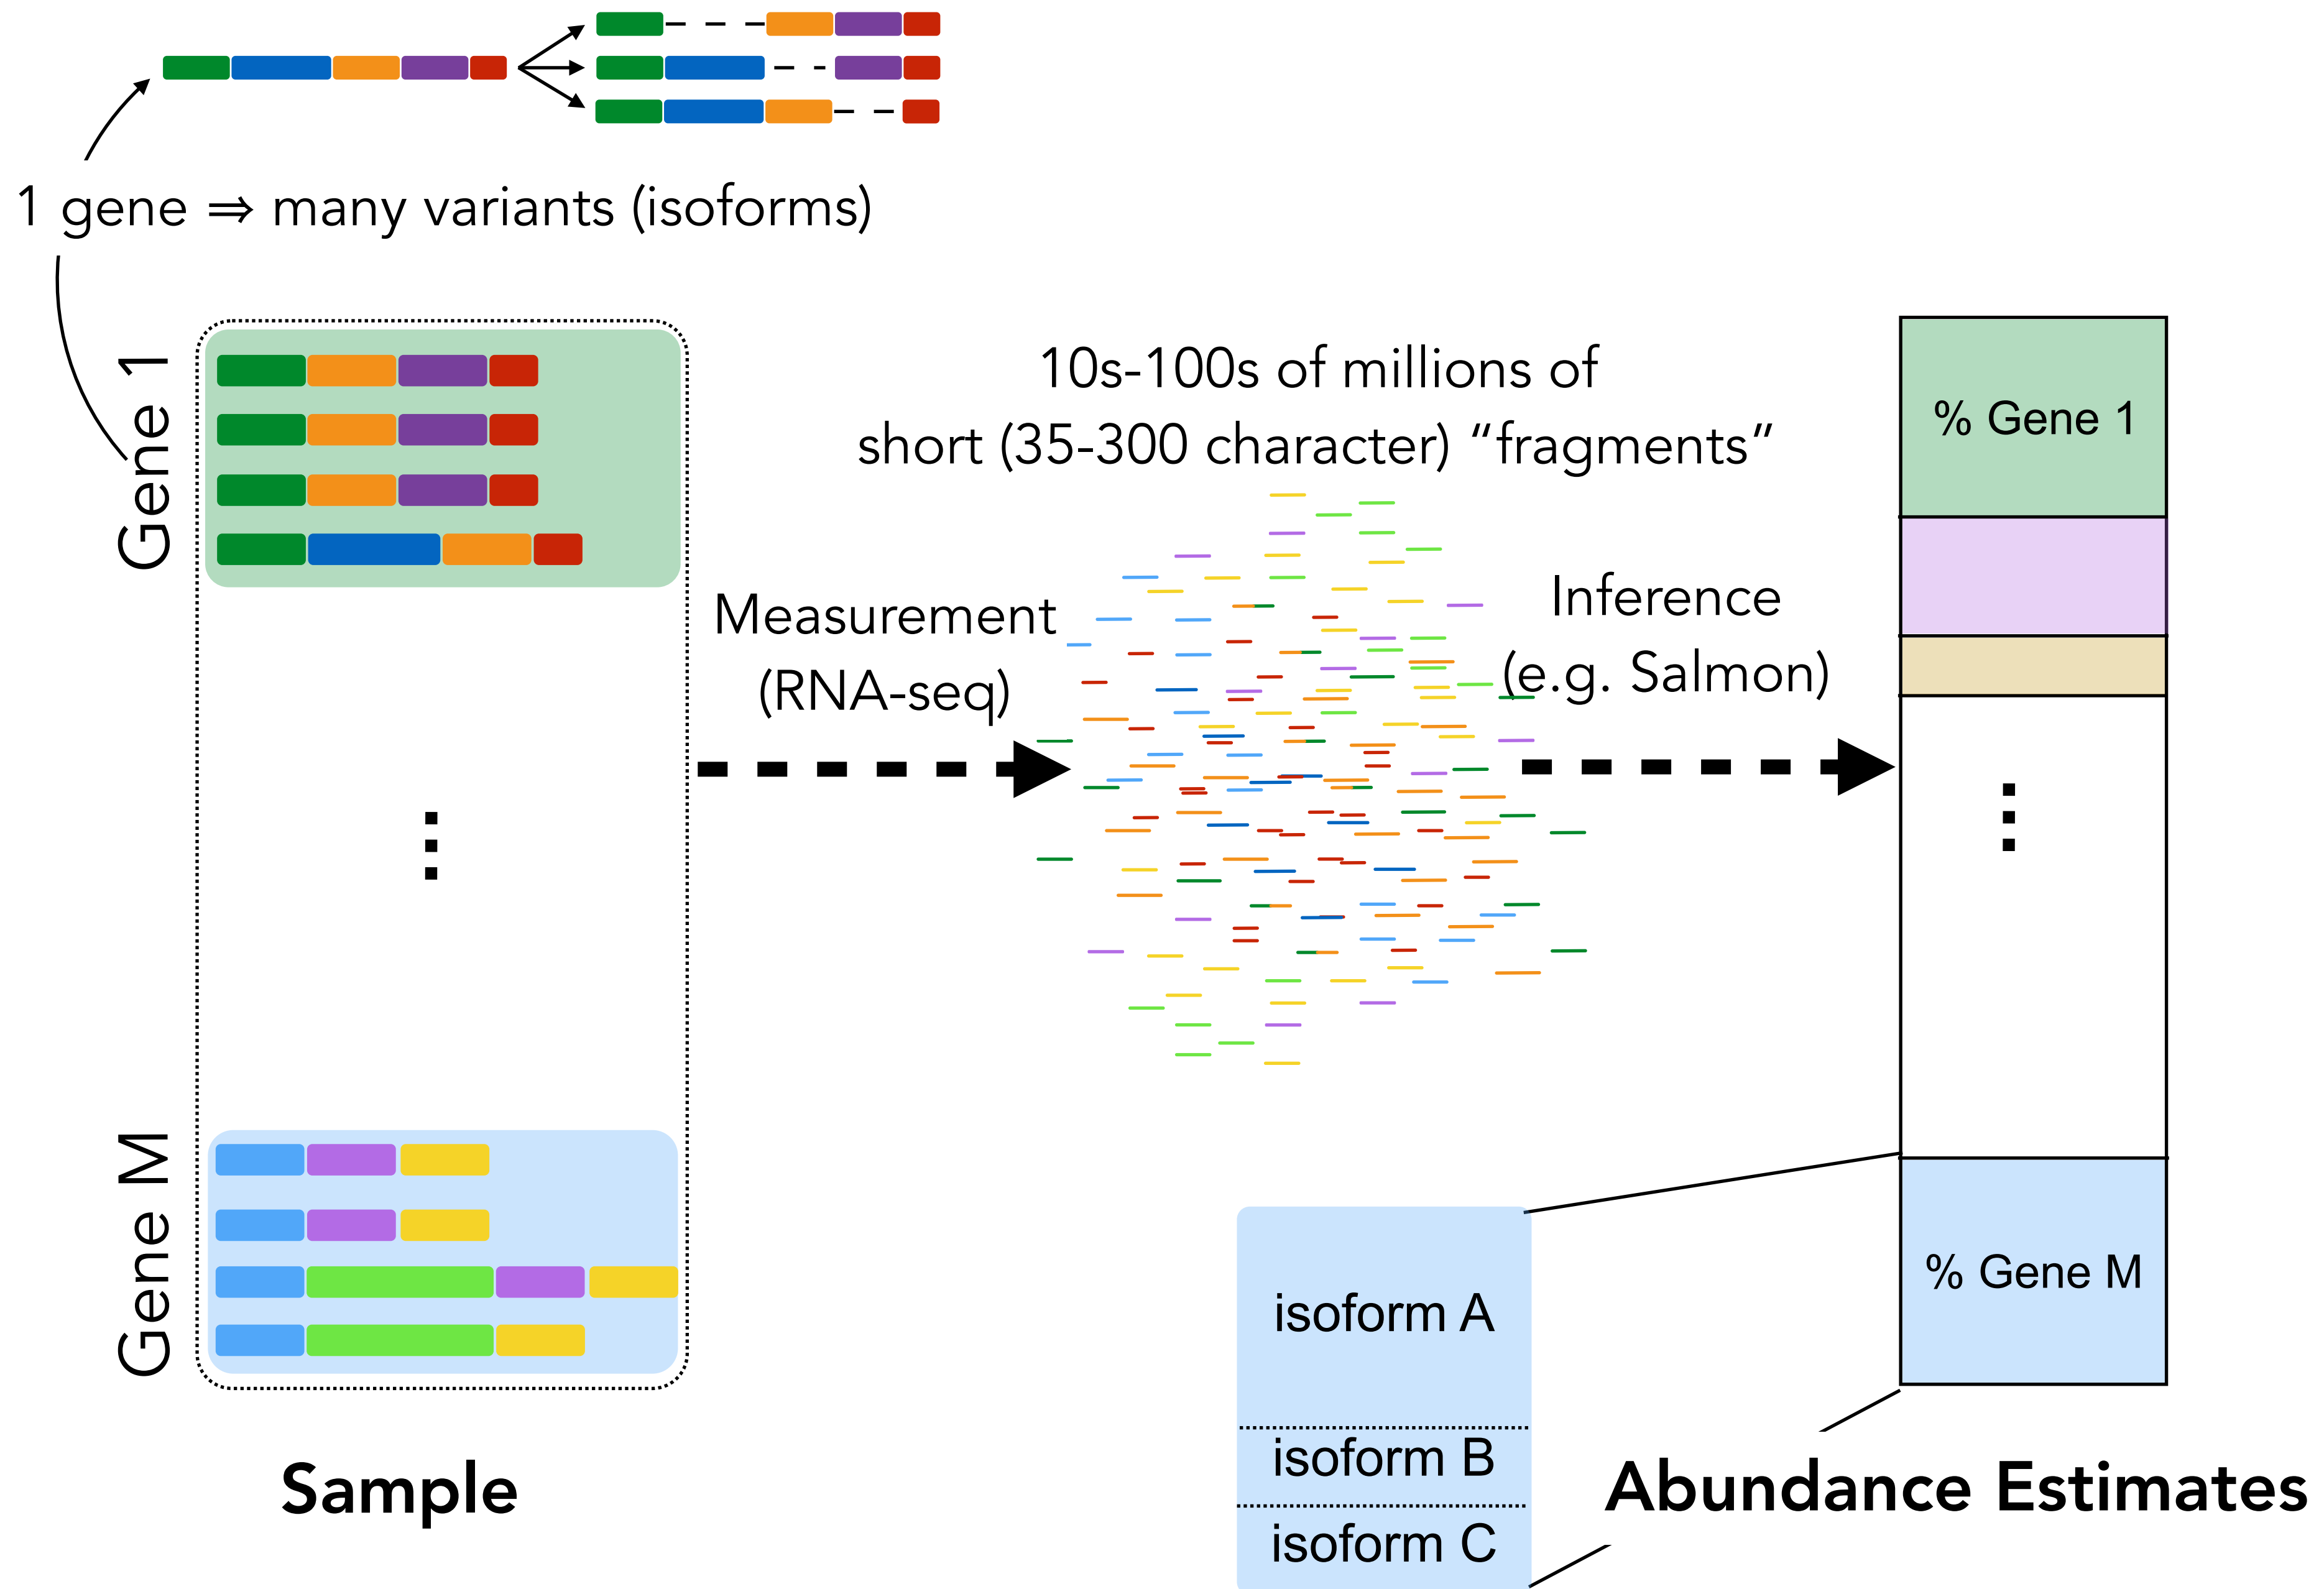 1 gene ⇒ many variants (isoforms)
Gene 1
10s-100s of millions of
short (35-300 character) “fragments“
% Gene 1
Measurement
(RNA-seq)
Inference
(e.g. Salmon)
Gene M
% Gene M
isoform A
isoform B
isoform C
Sample
Abundance Estimates